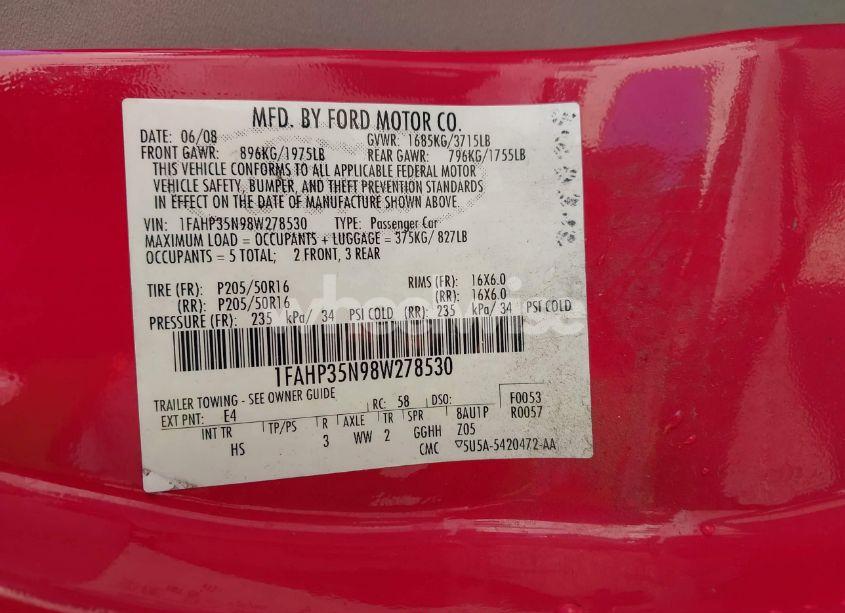 MFD. BY FORD MOTOR CO.
DATE: 06/08 GVWR: 1685KG/3715LB
FRONT GAWR: 896KG/1975LB REAR GAWR: 796KG/1755LB
THIS VEHICLE CONFORMS TO ALL APPLICABLE FEDERAL MOTOR
VEHICLE SAFETY, BUMPER, AND THEFT PREVENTION STANDARDS
IN EFFECT ON THE DATE OF MANUFACTURE SHOWN ABOVE.
VIN: 1FAHP35N98W278530 TYPE: Passenger Car
MAXIMUM LOAD = OCCUPANTS + LUGGAGE = 375KG/ 827LB
OCCUPANTS = 5 TOTAL; 2 FRONT, 3 REAR
TIRE (FR): P205/50R16 RIMS (FR): 16X6.0
(RR): P205/50R16 (RR): 16X6.0
PRESSURE (FR): 235 kPa/ 34 PSI COLD (RR): 235 kPa/ 34 PSI COLD
1FAHP35N98W278530
TRAILER TOWING - SEE OWNER GUIDE RC: 58 DSO: F0053
EXT PNT: E4 8AU1P R0057
INT TR TP/PS R AXLE TR SPR Z05
HS 3 WW 2 GGHH
CMC 5U5A-5420472-AA